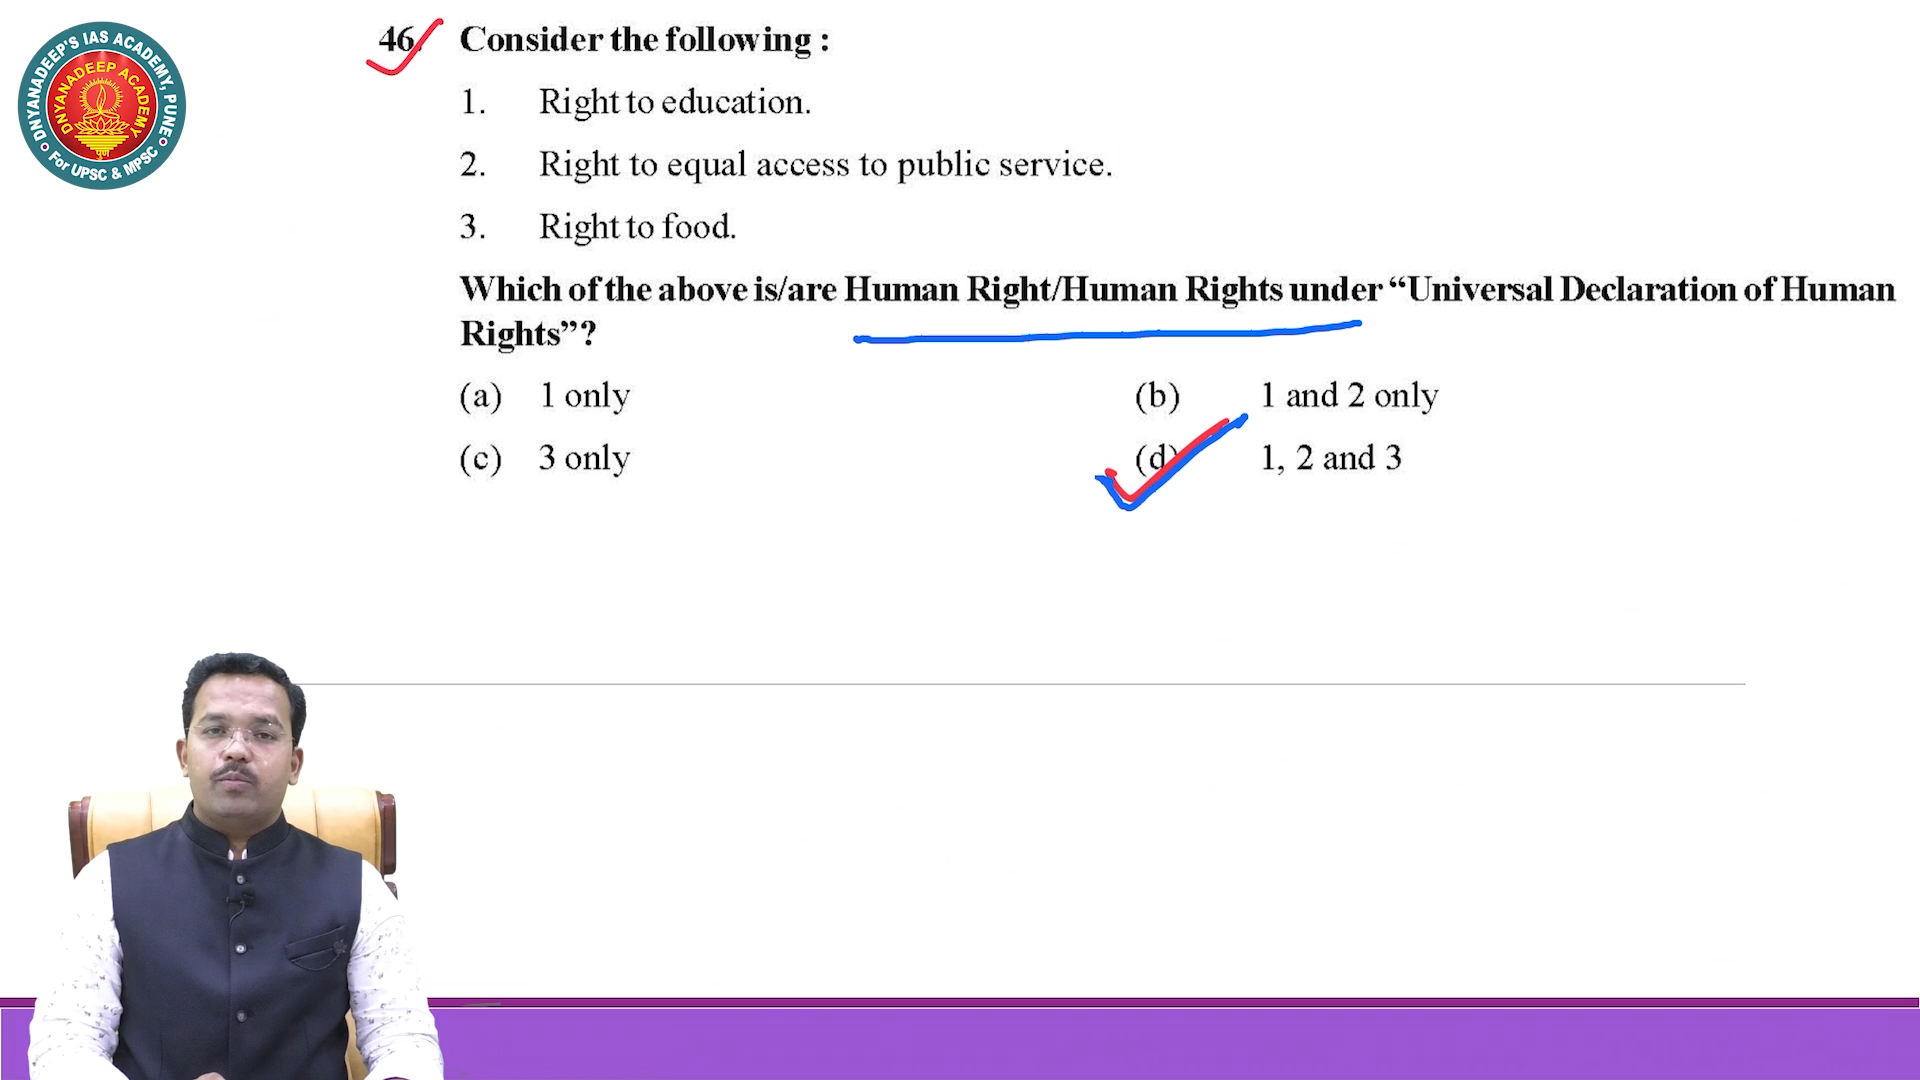 DNYANADEEP'S IAS ACADEMY, PUNE
DNYANADEEP ACADEMY
पुणे
For UPSC & MPSC
46. Consider the following :
1. Right to education.
2. Right to equal access to public service.
3. Right to food.
Which of the above is/are Human Right/Human Rights under “Universal Declaration of Human
Rights”?
(a) 1 only (b) 1 and 2 only
(c) 3 only (d) 1, 2 and 3